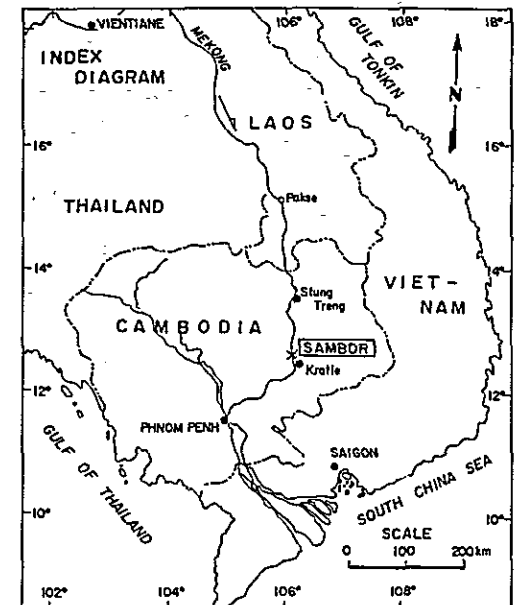 106°
108°
18°
VIENTIANE
INDEX
DIAGRAM
MEKONG
GULF OF
TONKIN
N
LAOS
16°
16°
THAILAND
Pakse
14°
14°
Stung
Treng
VIET-
NAM
CAMBODIA
SAMBOR
Kratie
12°
12°
PHNOM PENH
SAIGON
GULF OF THAILAND
SOUTH CHINA SEA
10°
10°
SCALE
0 100 200km
102°
104°
106°
108°